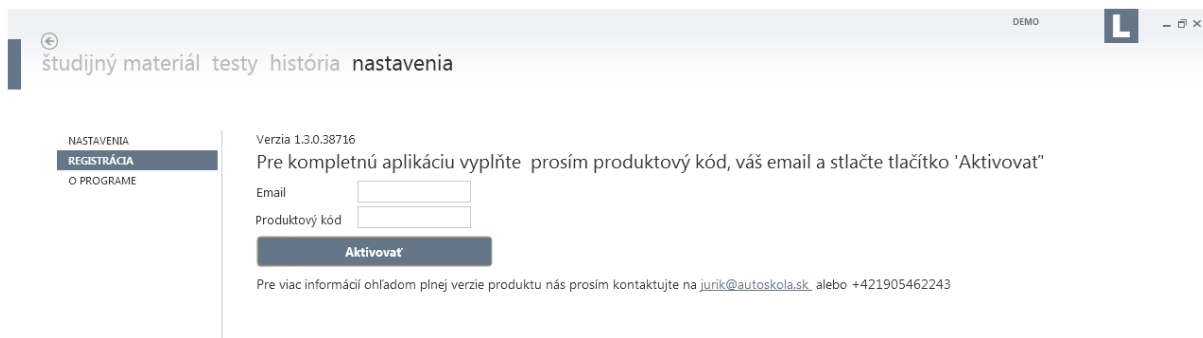 DEMO
L
študijný materiál testy história nastavenia
NASTAVENIA
REGISTRÁCIA
O PROGRAME
Verzia 1.3.0.38716
Pre kompletnú aplikáciu vyplňte prosím produktový kód, váš email a stlačte tlačítko 'Aktivovať'
Email
Produktový kód
Aktivovať
Pre viac informácií ohľadom plnej verzie produktu nás prosím kontaktujte na jurik@autoskola.sk alebo +421905462243